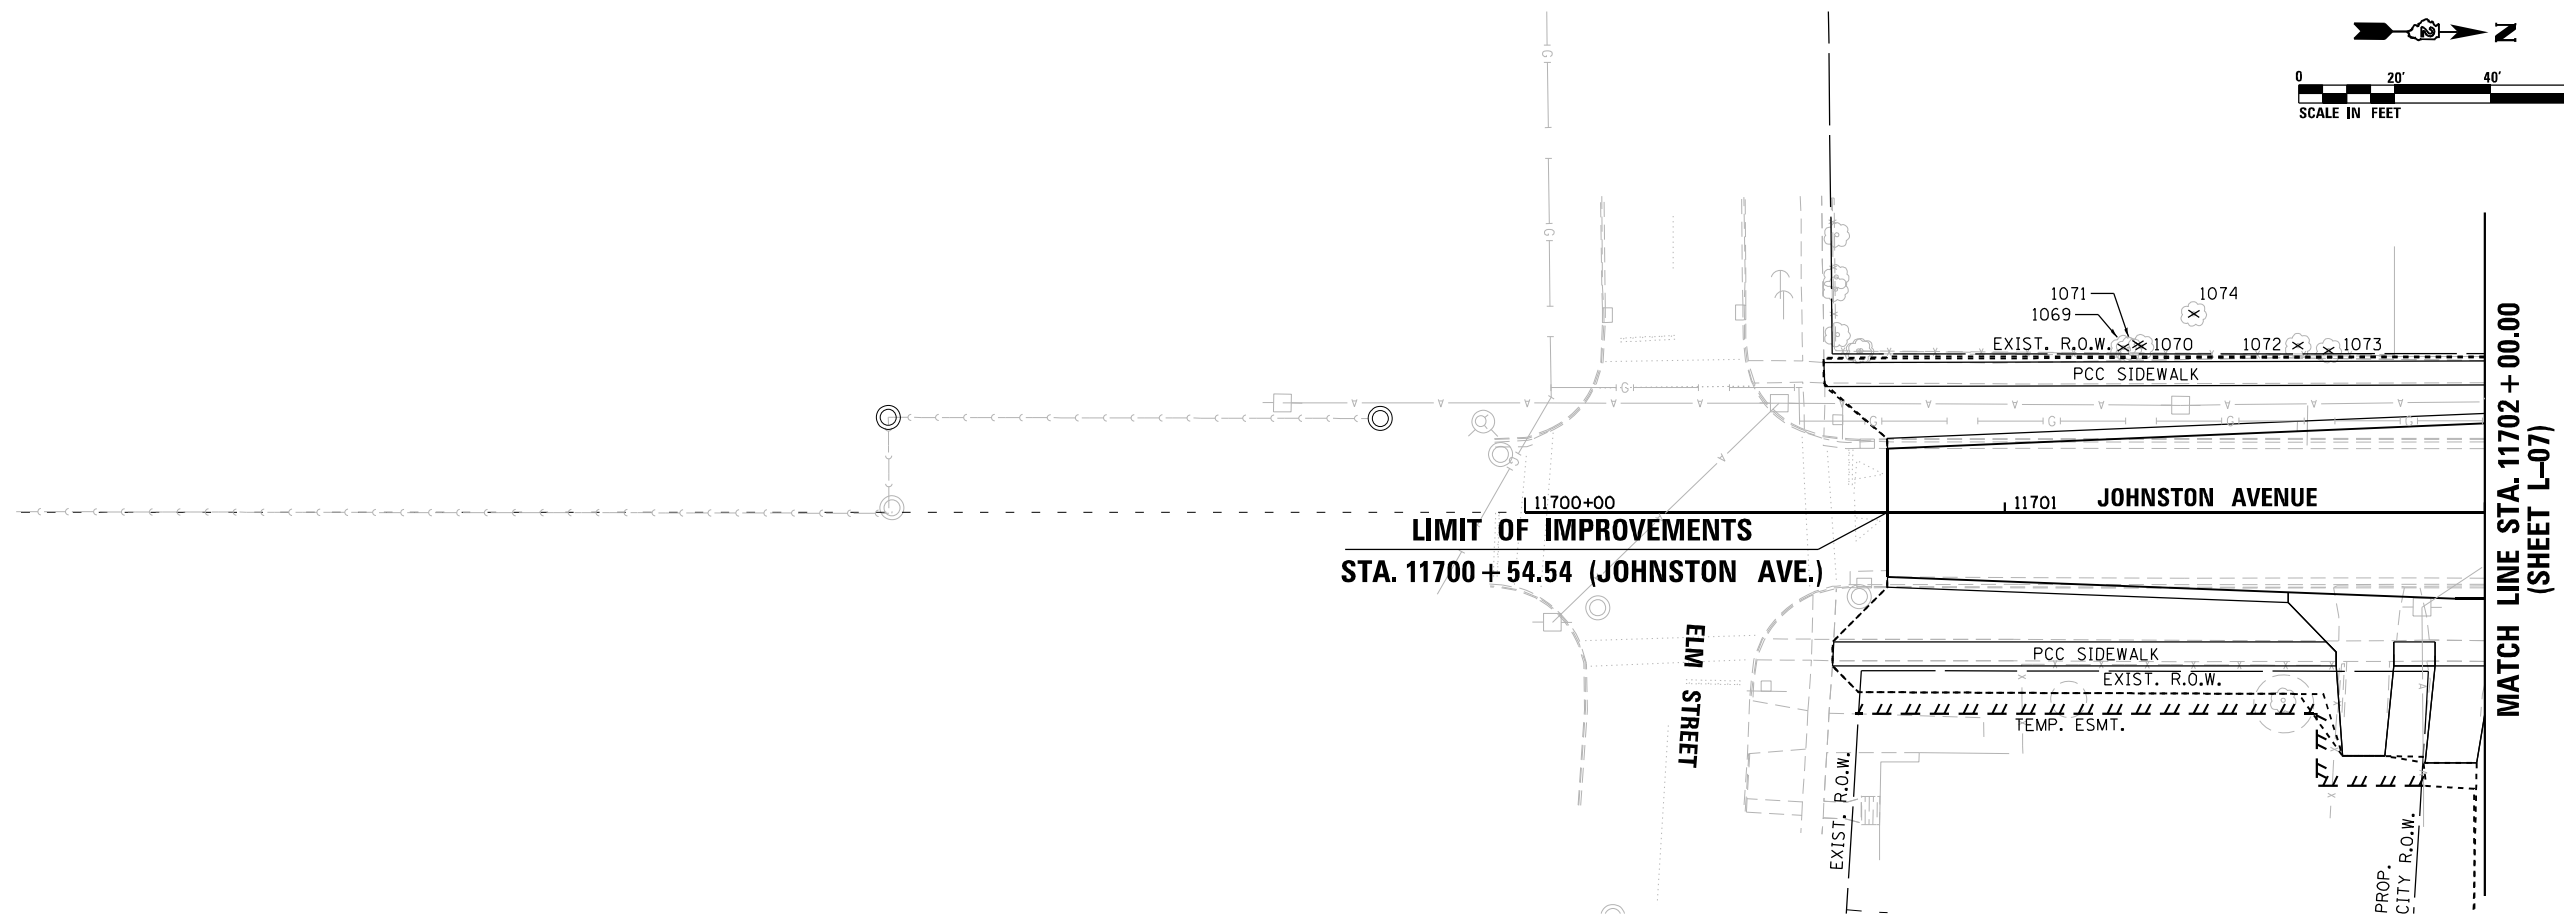 N
0 20' 40'
SCALE IN FEET
1071
1074
1069
EXIST. R.O.W.
1070
1072
1073
PCC SIDEWALK
11700+00
11701
JOHNSTON AVENUE
LIMIT OF IMPROVEMENTS
STA. 11700+54.54 (JOHNSTON AVE.)
ELM STREET
PCC SIDEWALK
EXIST. R.O.W.
TEMP. ESMT.
EXIST. R.O.W.
PROP.
CITY R.O.W.
MATCH LINE STA. 11702+00.00
(SHEET L-07)